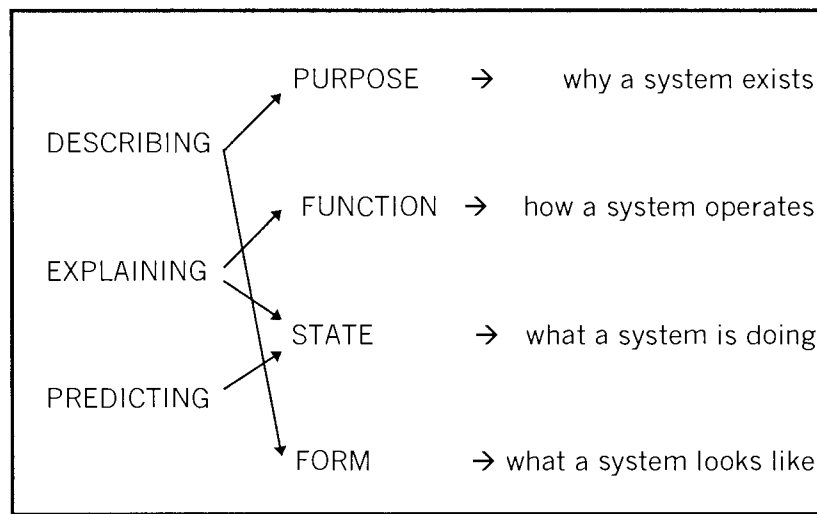 PURPOSE → why a system exists
DESCRIBING
FUNCTION → how a system operates
EXPLAINING
STATE → what a system is doing
PREDICTING
FORM → what a system looks like